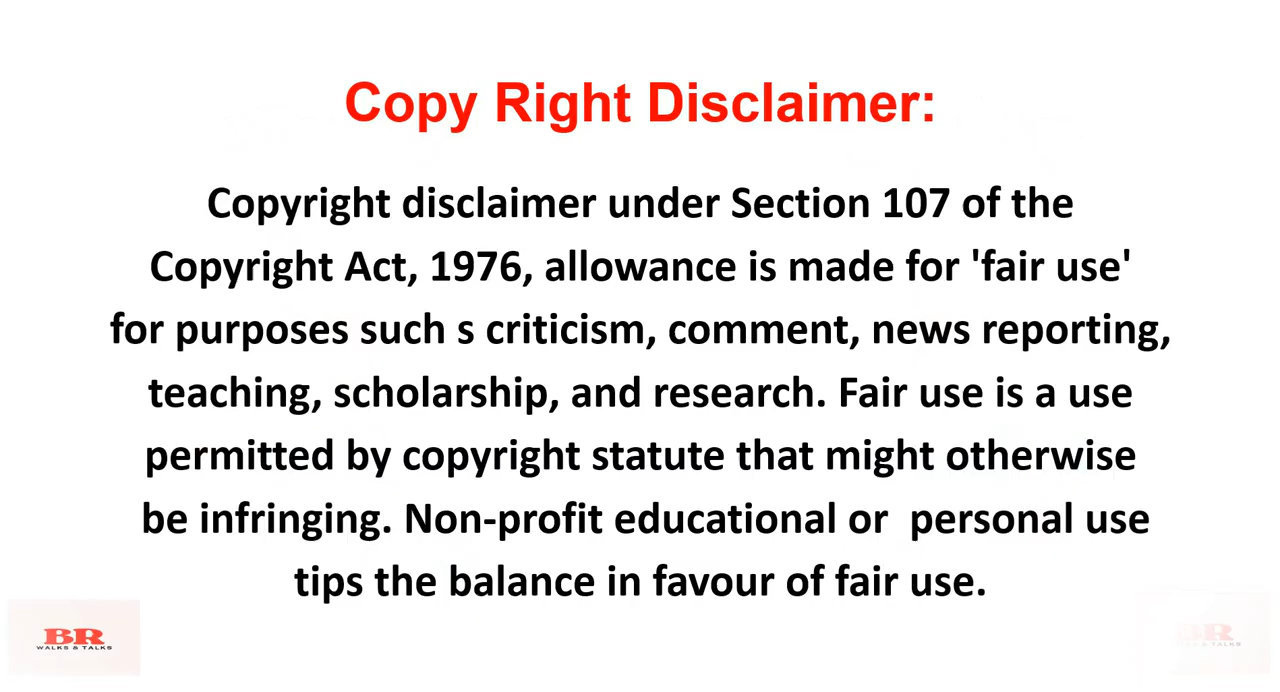 Copy Right Disclaimer:
Copyright disclaimer under Section 107 of the
Copyright Act, 1976, allowance is made for 'fair use'
for purposes such s criticism, comment, news reporting,
teaching, scholarship, and research. Fair use is a use
permitted by copyright statute that might otherwise
be infringing. Non-profit educational or  personal use
tips the balance in favour of fair use.
BR
WALKS & TALKS
BR
WALKS & TALKS